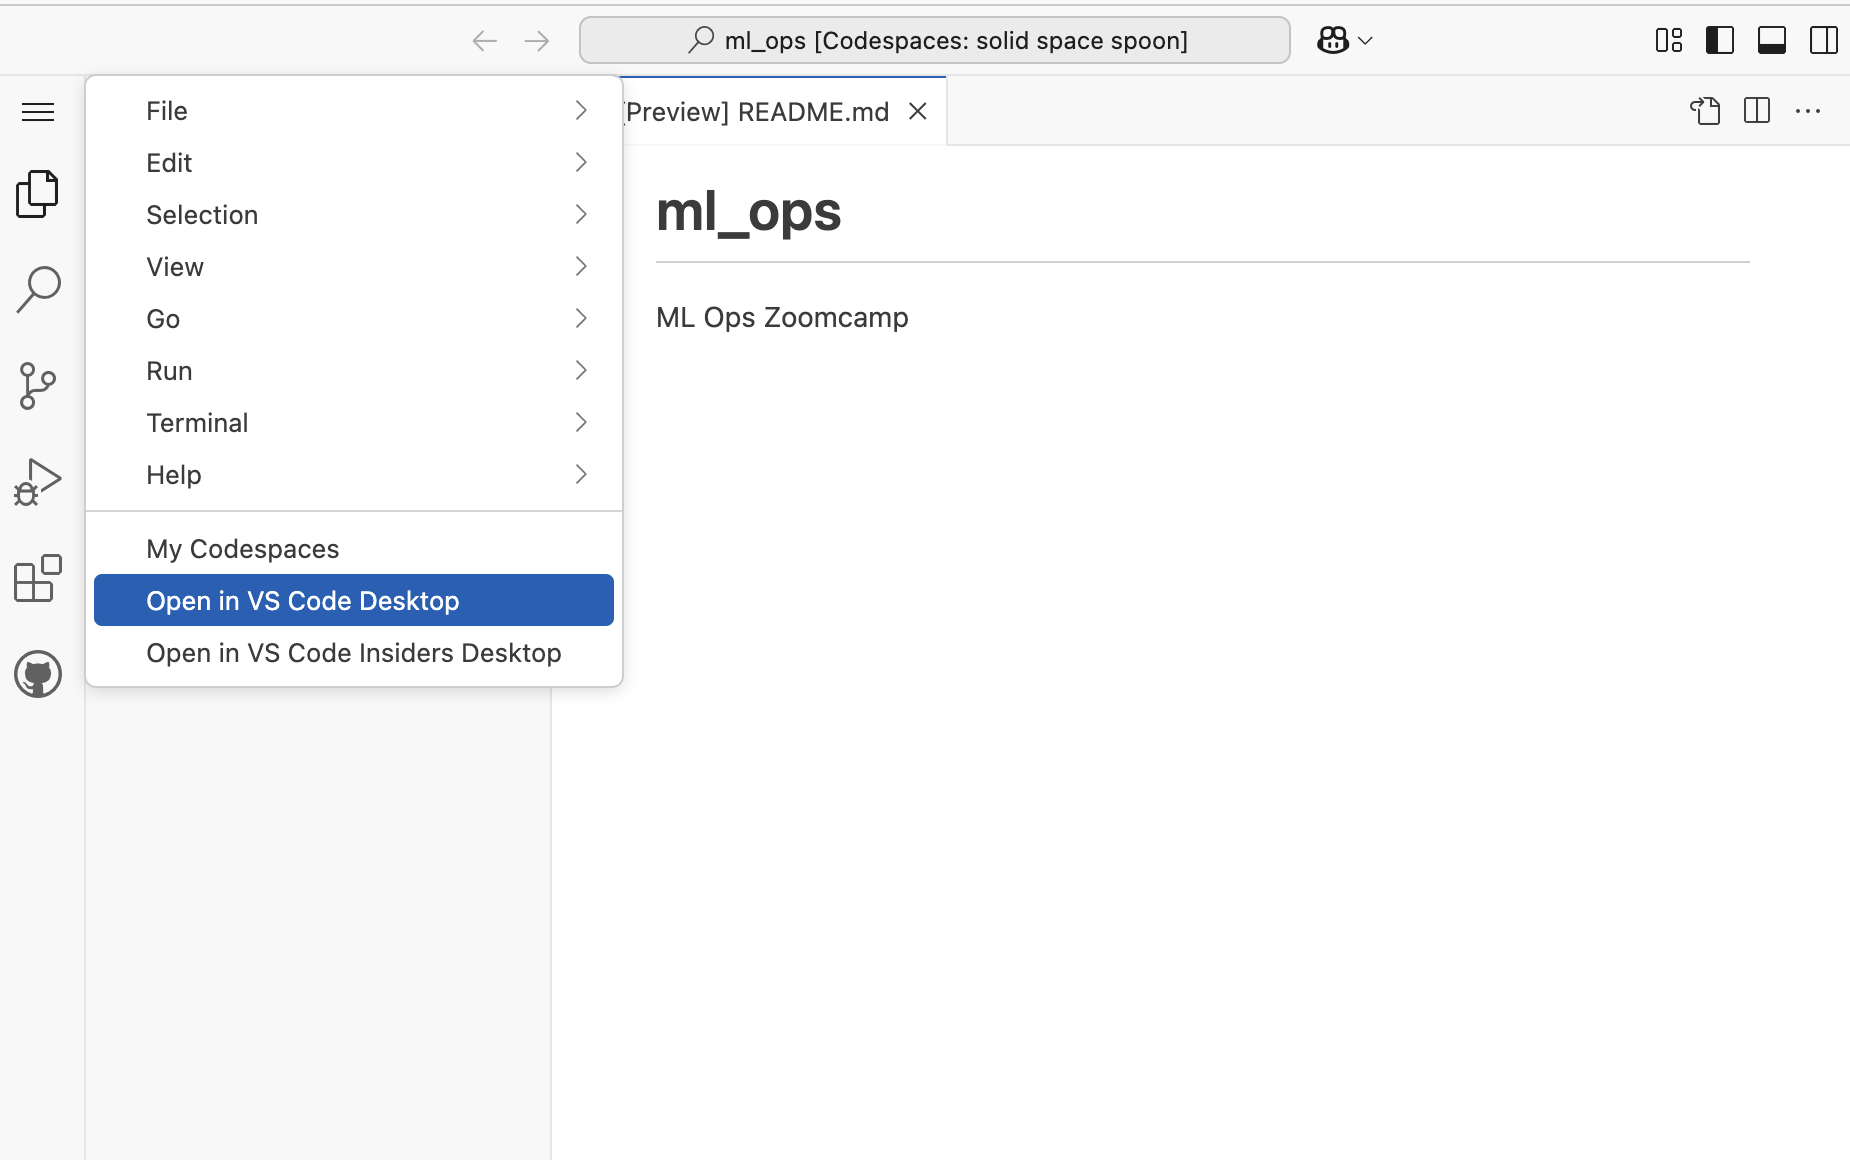 ml_ops [Codespaces: solid space spoon]
File
Edit
Selection
View
Go
Run
Terminal
Help
My Codespaces
Open in VS Code Desktop
Open in VS Code Insiders Desktop
[Preview] README.md
ml_ops
ML Ops Zoomcamp